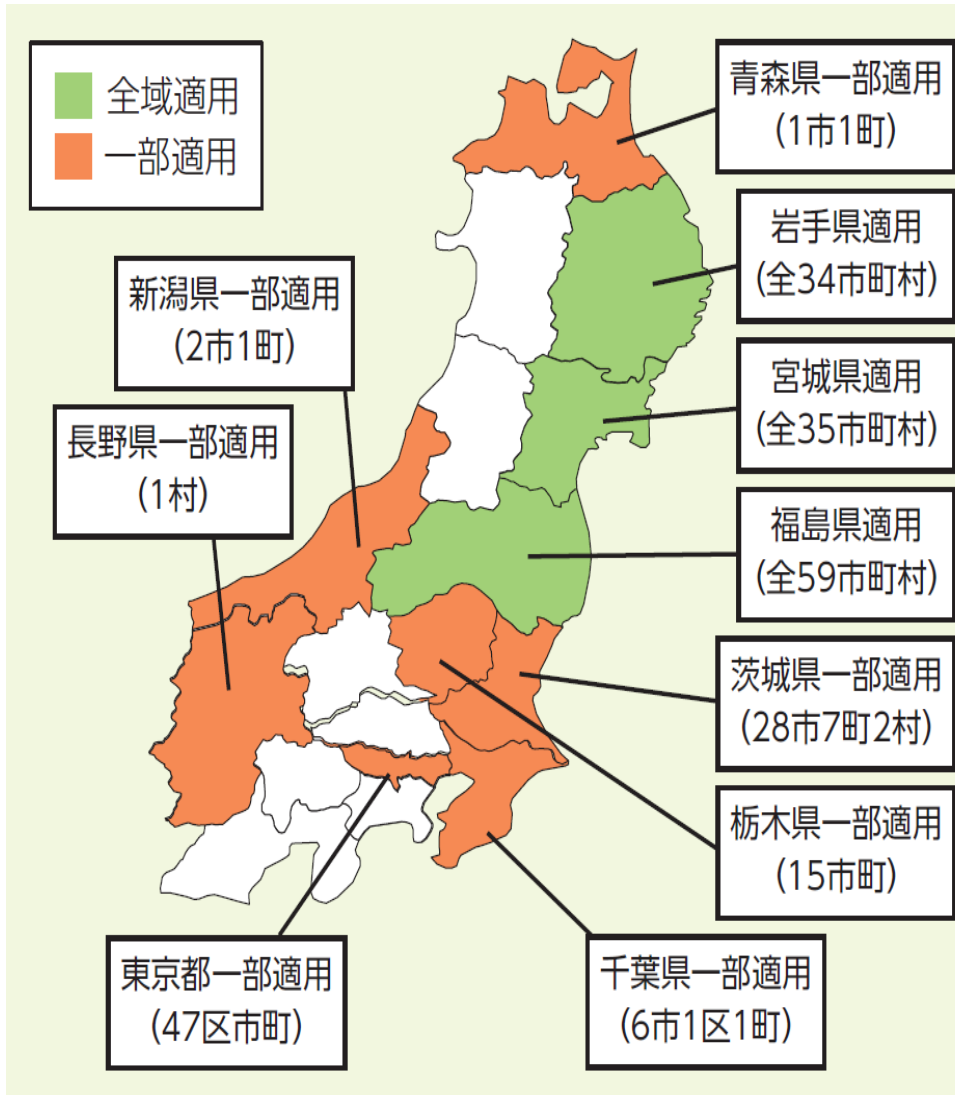 全域適用
一部適用
青森県一部適用
(1市1町)
岩手県適用
(全34市町村)
新潟県一部適用
(2市1町)
宮城県適用
(全35市町村)
長野県一部適用
(1村)
福島県適用
(全59市町村)
茨城県一部適用
(28市7町2村)
栃木県一部適用
(15市町)
東京都一部適用
(47区市町)
千葉県一部適用
(6市1区1町)